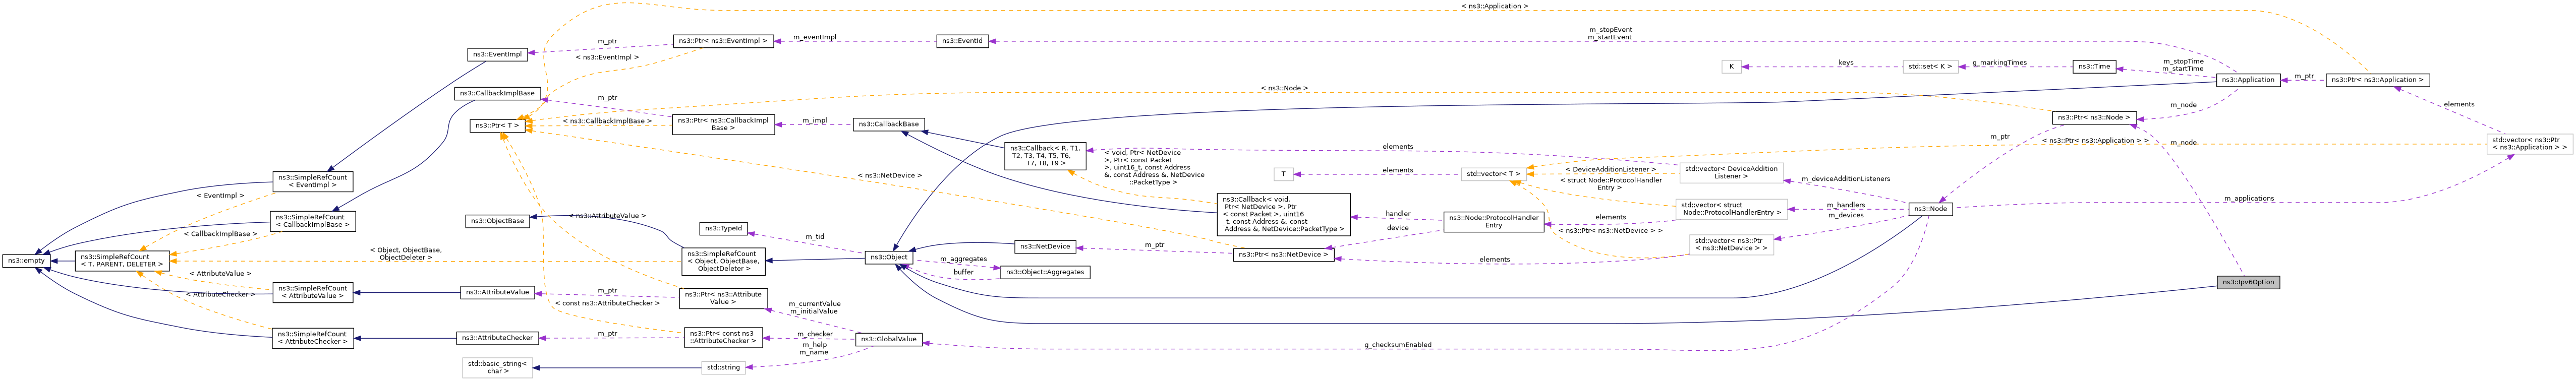 < ns3::Application >
m_stopEvent
m_startEvent
ns3::EventImpl
m_ptr
ns3::Ptr< ns3::EventImpl >
m_eventImpl
ns3::EventId
< ns3::EventImpl >
K
keys
std::set< K >
g_markingTimes
ns3::Time
m_stopTime
m_startTime
ns3::Application
m_ptr
ns3::Ptr< ns3::Application >
ns3::CallbackImplBase
m_ptr
< ns3::Node >
m_node
elements
ns3::Ptr< T >
< ns3::CallbackImplBase >
ns3::Ptr< ns3::CallbackImpl
Base >
m_impl
ns3::CallbackBase
ns3::Ptr< ns3::Node >
m_ptr
< ns3::Ptr< ns3::Application > >
m_node
std::vector< ns3::Ptr
< ns3::Application > >
ns3::Callback< R, T1,
T2, T3, T4, T5, T6,
T7, T8, T9 >
elements
< void, Ptr< NetDevice
>, Ptr< const Packet
>, uint16_t, const Address
&, const Address &, NetDevice
::PacketType >
T
elements
std::vector< T >
< DeviceAdditionListener >
std::vector< DeviceAddition
Listener >
m_deviceAdditionListeners
< struct Node::ProtocolHandler
Entry >
ns3::SimpleRefCount
< EventImpl >
< EventImpl >
< ns3::NetDevice >
ns3::Callback< void,
Ptr< NetDevice >, Ptr
< const Packet >, uint16
_t, const Address &, const
Address &, NetDevice::PacketType >
handler
device
ns3::Node::ProtocolHandler
Entry
elements
std::vector< struct
Node::ProtocolHandlerEntry >
m_handlers
m_devices
ns3::Node
m_applications
ns3::SimpleRefCount
< CallbackImplBase >
< CallbackImplBase >
ns3::ObjectBase
< ns3::AttributeValue >
ns3::TypeId
m_tid
< ns3::Ptr< ns3::NetDevice > >
std::vector< ns3::Ptr
< ns3::NetDevice > >
ns3::empty
ns3::SimpleRefCount
< T, PARENT, DELETER >
< Object, ObjectBase,
ObjectDeleter >
ns3::SimpleRefCount
< Object, ObjectBase,
ObjectDeleter >
ns3::Object
ns3::NetDevice
m_ptr
ns3::Ptr< ns3::NetDevice >
elements
m_aggregates
buffer
ns3::Object::Aggregates
ns3::Ipv6Option
< AttributeValue >
ns3::SimpleRefCount
< AttributeValue >
ns3::AttributeValue
m_ptr
ns3::Ptr< ns3::Attribute
Value >
< const ns3::AttributeChecker >
m_currentValue
m_initialValue
< AttributeChecker >
ns3::SimpleRefCount
< AttributeChecker >
ns3::AttributeChecker
m_ptr
ns3::Ptr< const ns3
::AttributeChecker >
m_checker
ns3::GlobalValue
g_checksumEnabled
m_help
m_name
std::basic_string<
char >
std::string